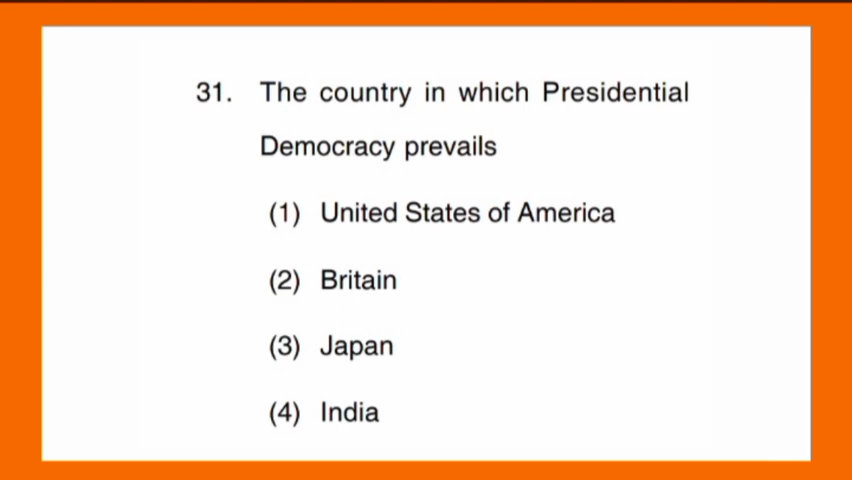 31. The country in which Presidential
Democracy prevails
(1) United States of America
(2) Britain
(3) Japan
(4) India